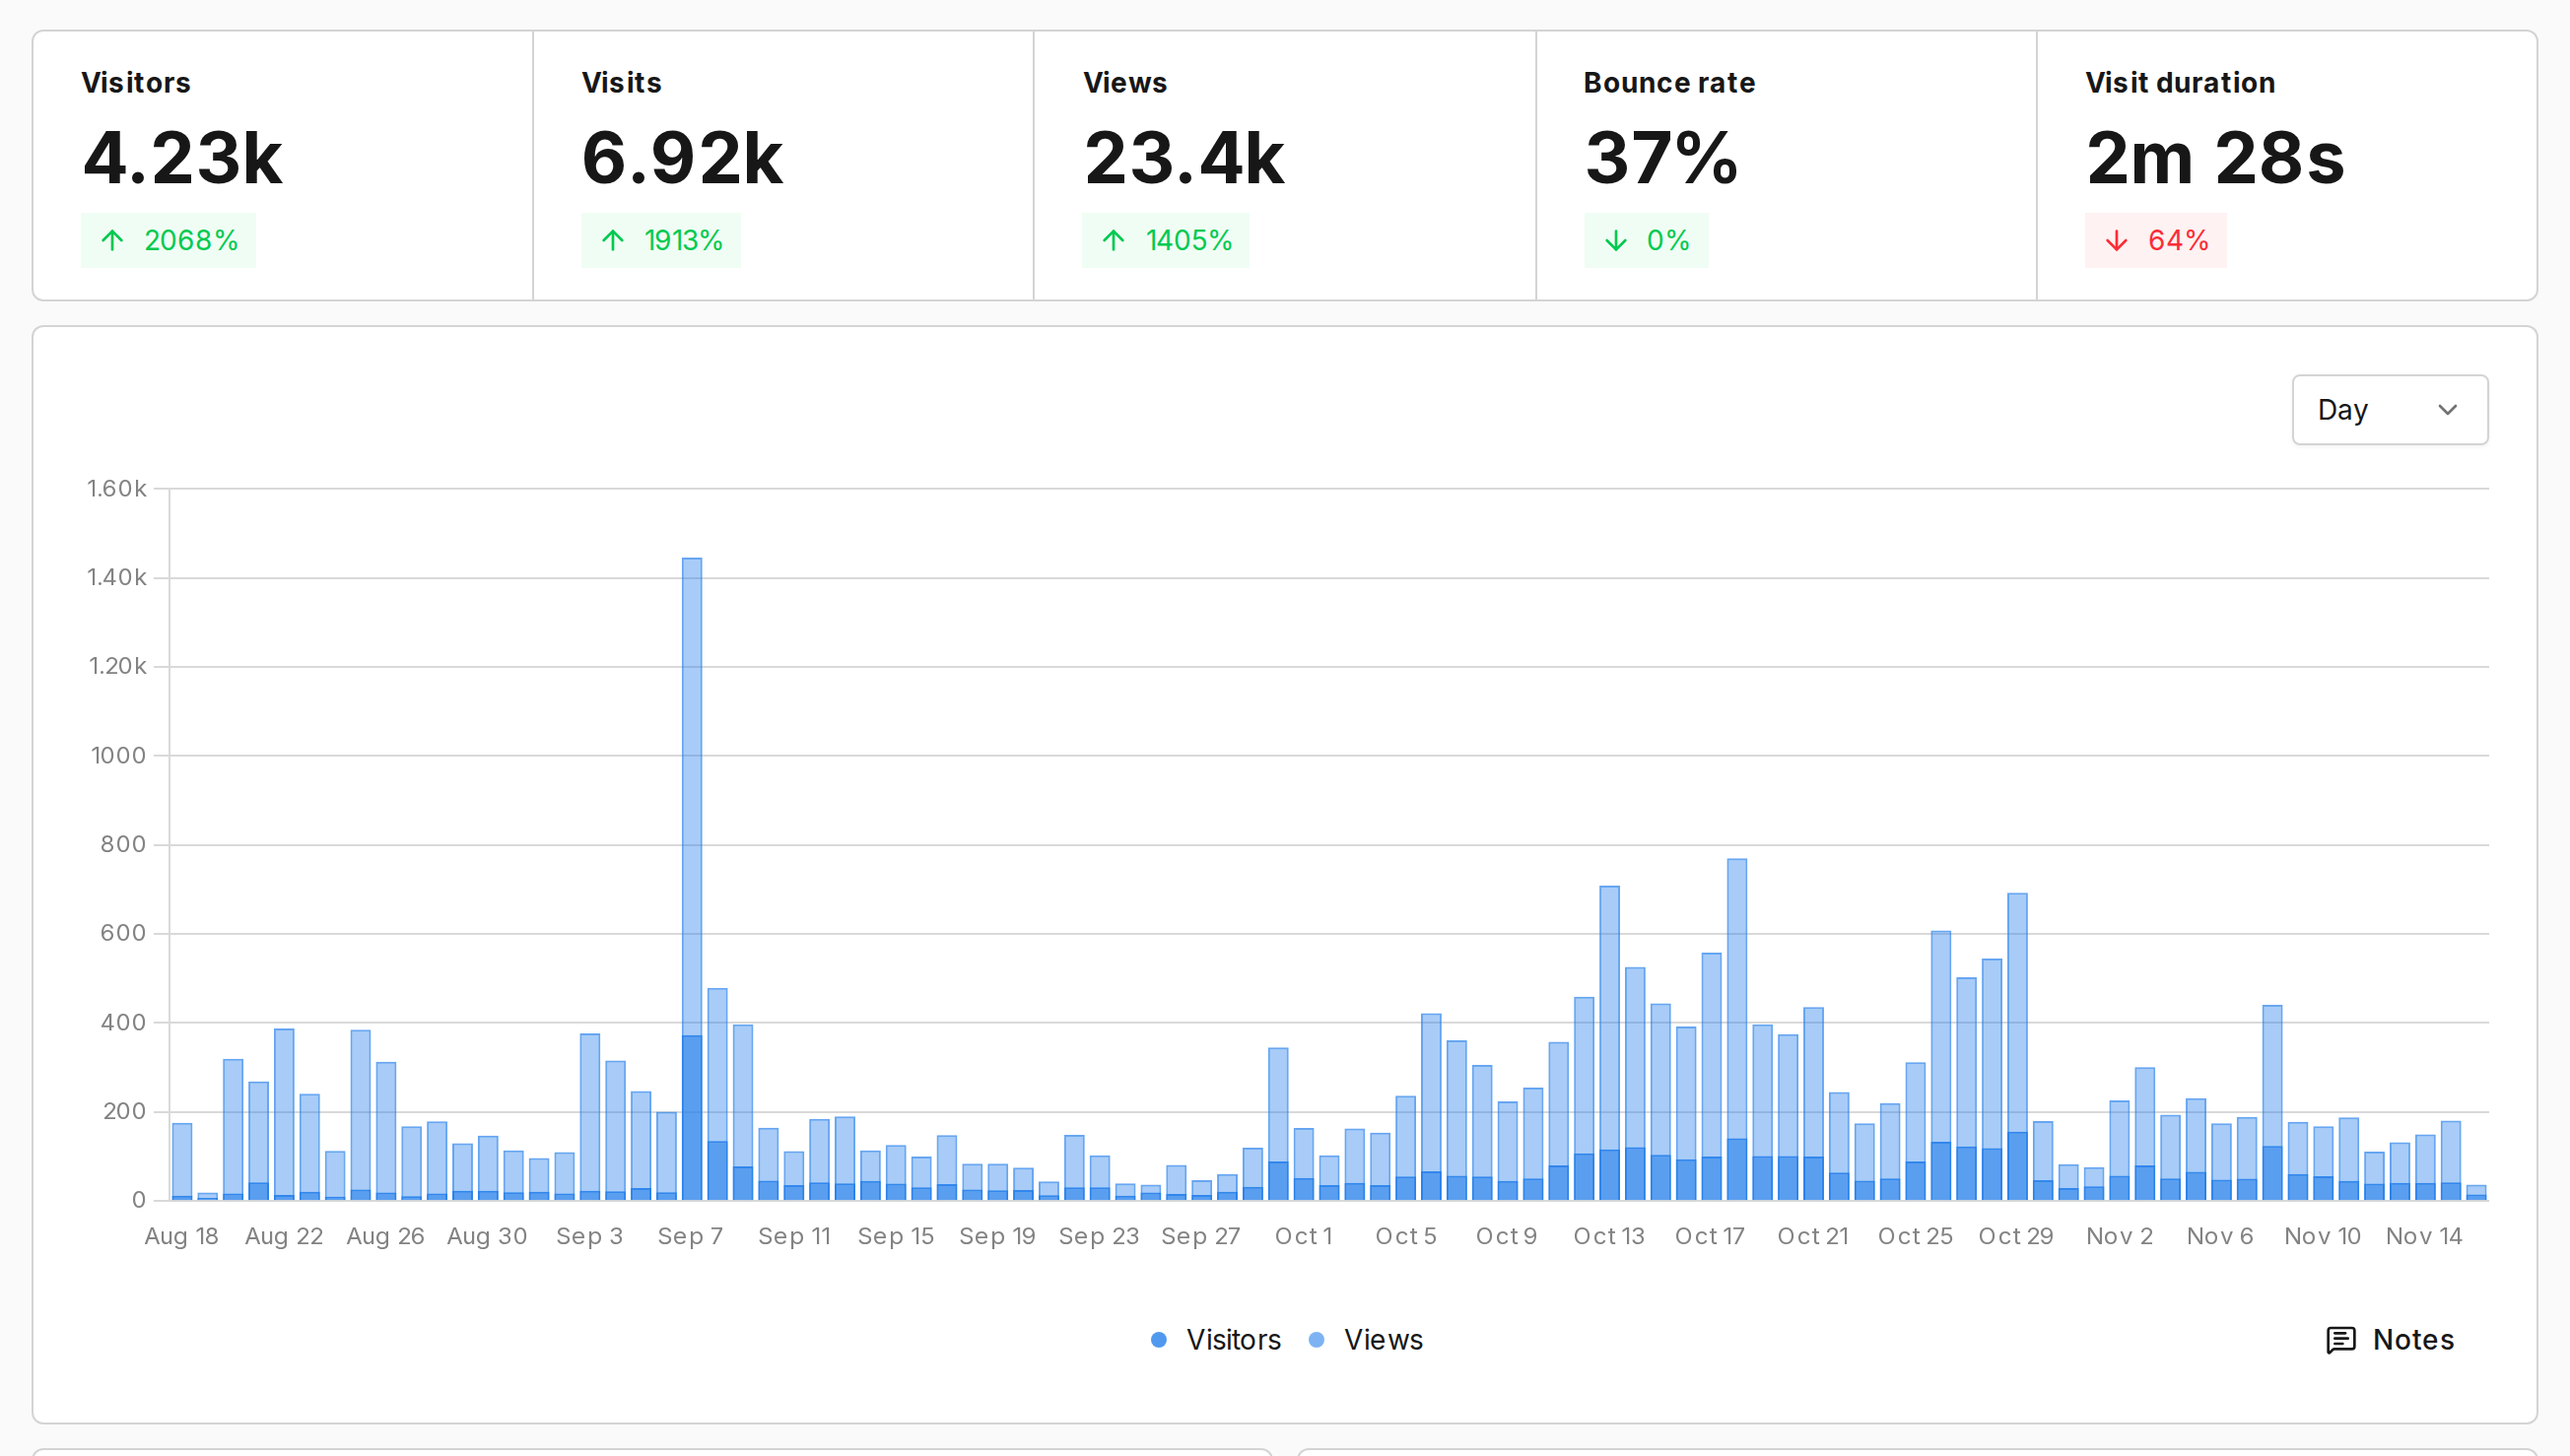 Visitors Visits Views Bounce rate Visit duration
4.23k 6.92k 23.4k 37% 2m 28s
2068% 1913% 1405% 0% 64%
Day
1.60k
1.40k
1.20k
1000
800
600
400
200
0
Aug 18 Aug 22 Aug 26 Aug 30 Sep 3 Sep 7 Sep 11 Sep 15 Sep 19 Sep 23 Sep 27 Oct 1 Oct 5 Oct 9 Oct 13 Oct 17 Oct 21 Oct 25 Oct 29 Nov 2 Nov 6 Nov 10 Nov 14
Visitors Views
Notes